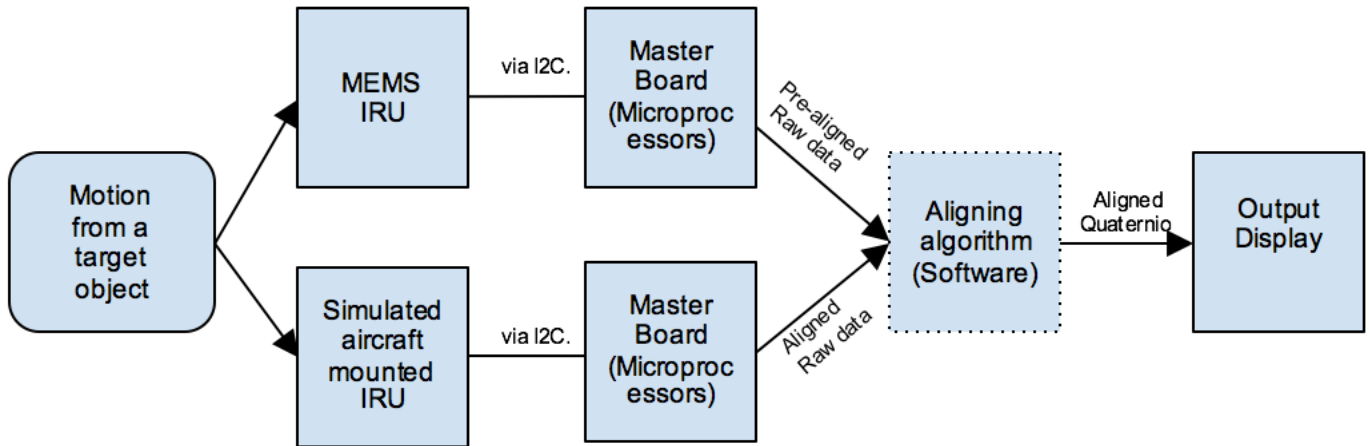 Motion
from a
target
object
MEMS
IRU
via I2C.
Master
Board
(Microproc
essors)
Pre-aligned
Raw data
Simulated
aircraft
mounted
IRU
via I2C.
Master
Board
(Microproc
essors)
Aligned
Raw data
Aligning
algorithm
(Software)
Aligned
Quaternio
Output
Display